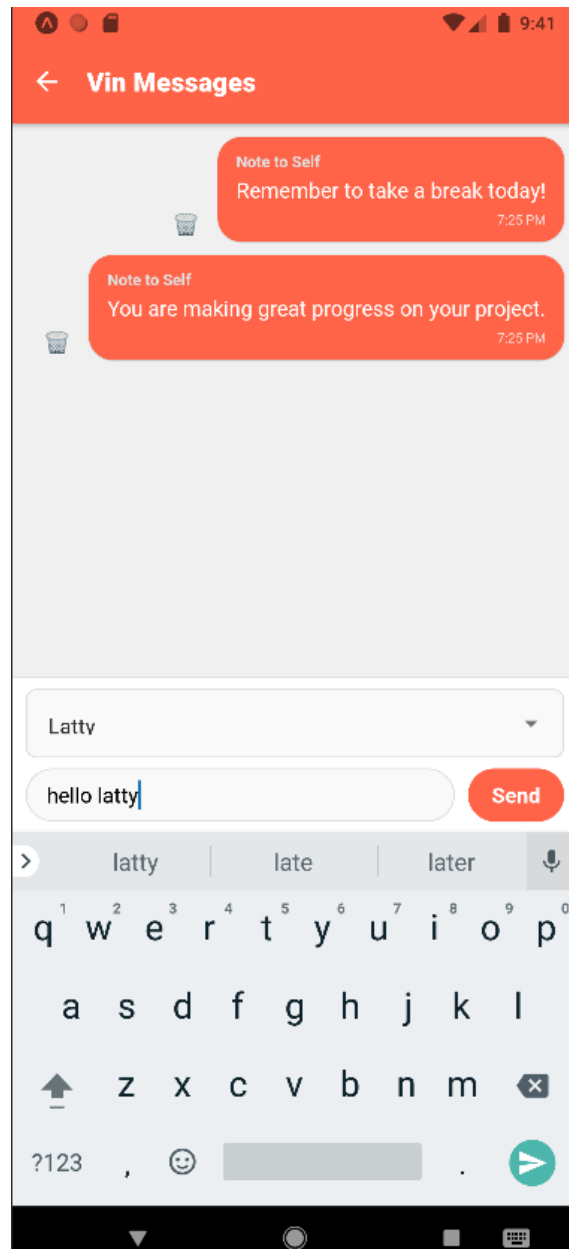 9:41
Vin Messages
Note to Self
Remember to take a break today!
7:25 PM
Note to Self
You are making great progress on your project.
7:25 PM
Latty
hello latty
Send
latty late later
q 1 w 2 e 3 r 4 t 5 y 6 u 7 i 8 o 9 p 0
a s d f g h j k l
z x c v b n m
?123 , .